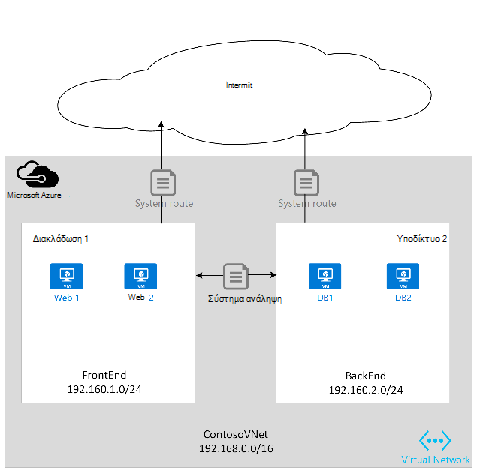 Intermit
Microsoft Azure
System route
System route
Διακλάδωση 1
Υποδίκτυο 2
Web 1
Web 2
Σύστημα ανάληψη
DB1
DB2
FrontEnd
192.160.1.0/24
BackEnd
192.160.2.0/24
ContosoVNet
192.168.0.0/16
Virtual Network